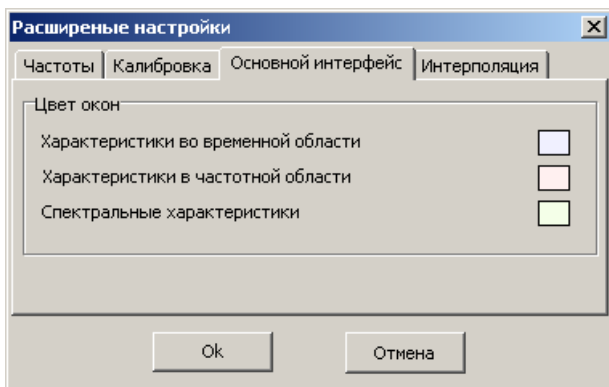 Расширеные настройки
Частоты Калибровка Основной интерфейс Интерполяция
Цвет окон
Характеристики во временной области
Характеристики в частотной области
Спектральные характеристики
Ok Отмена